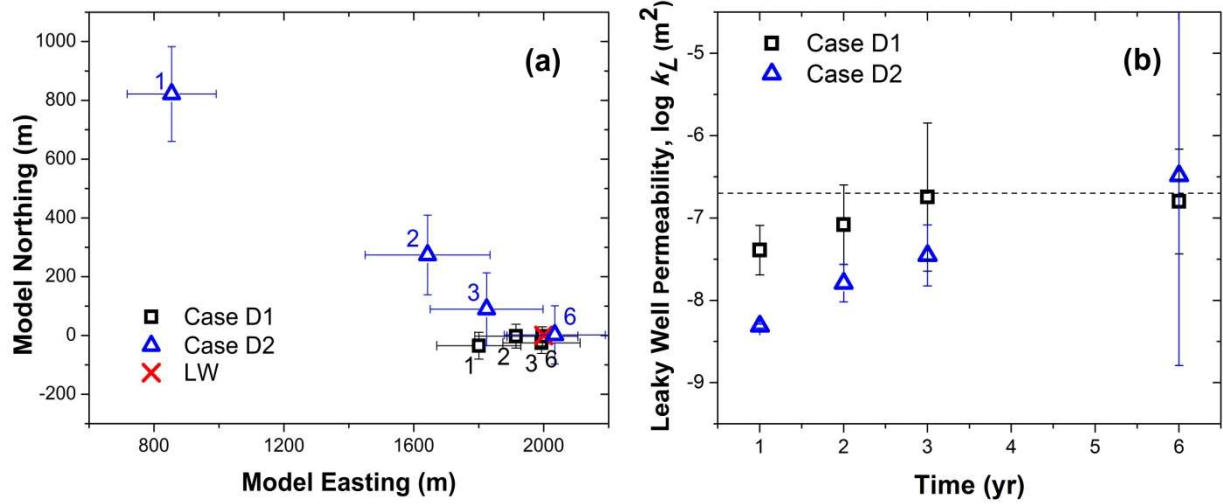 (a)
1000
800
600
400
200
0
-200
Model Northing (m)
1
2
3
6
1
2
3
6
Case D1
Case D2
LW
800
1200
1600
2000
Model Easting (m)
(b)
Case D1
Case D2
-5
-6
-7
-8
-9
Leaky Well Permeability, log k_L (m²)
1
2
3
4
5
6
Time (yr)